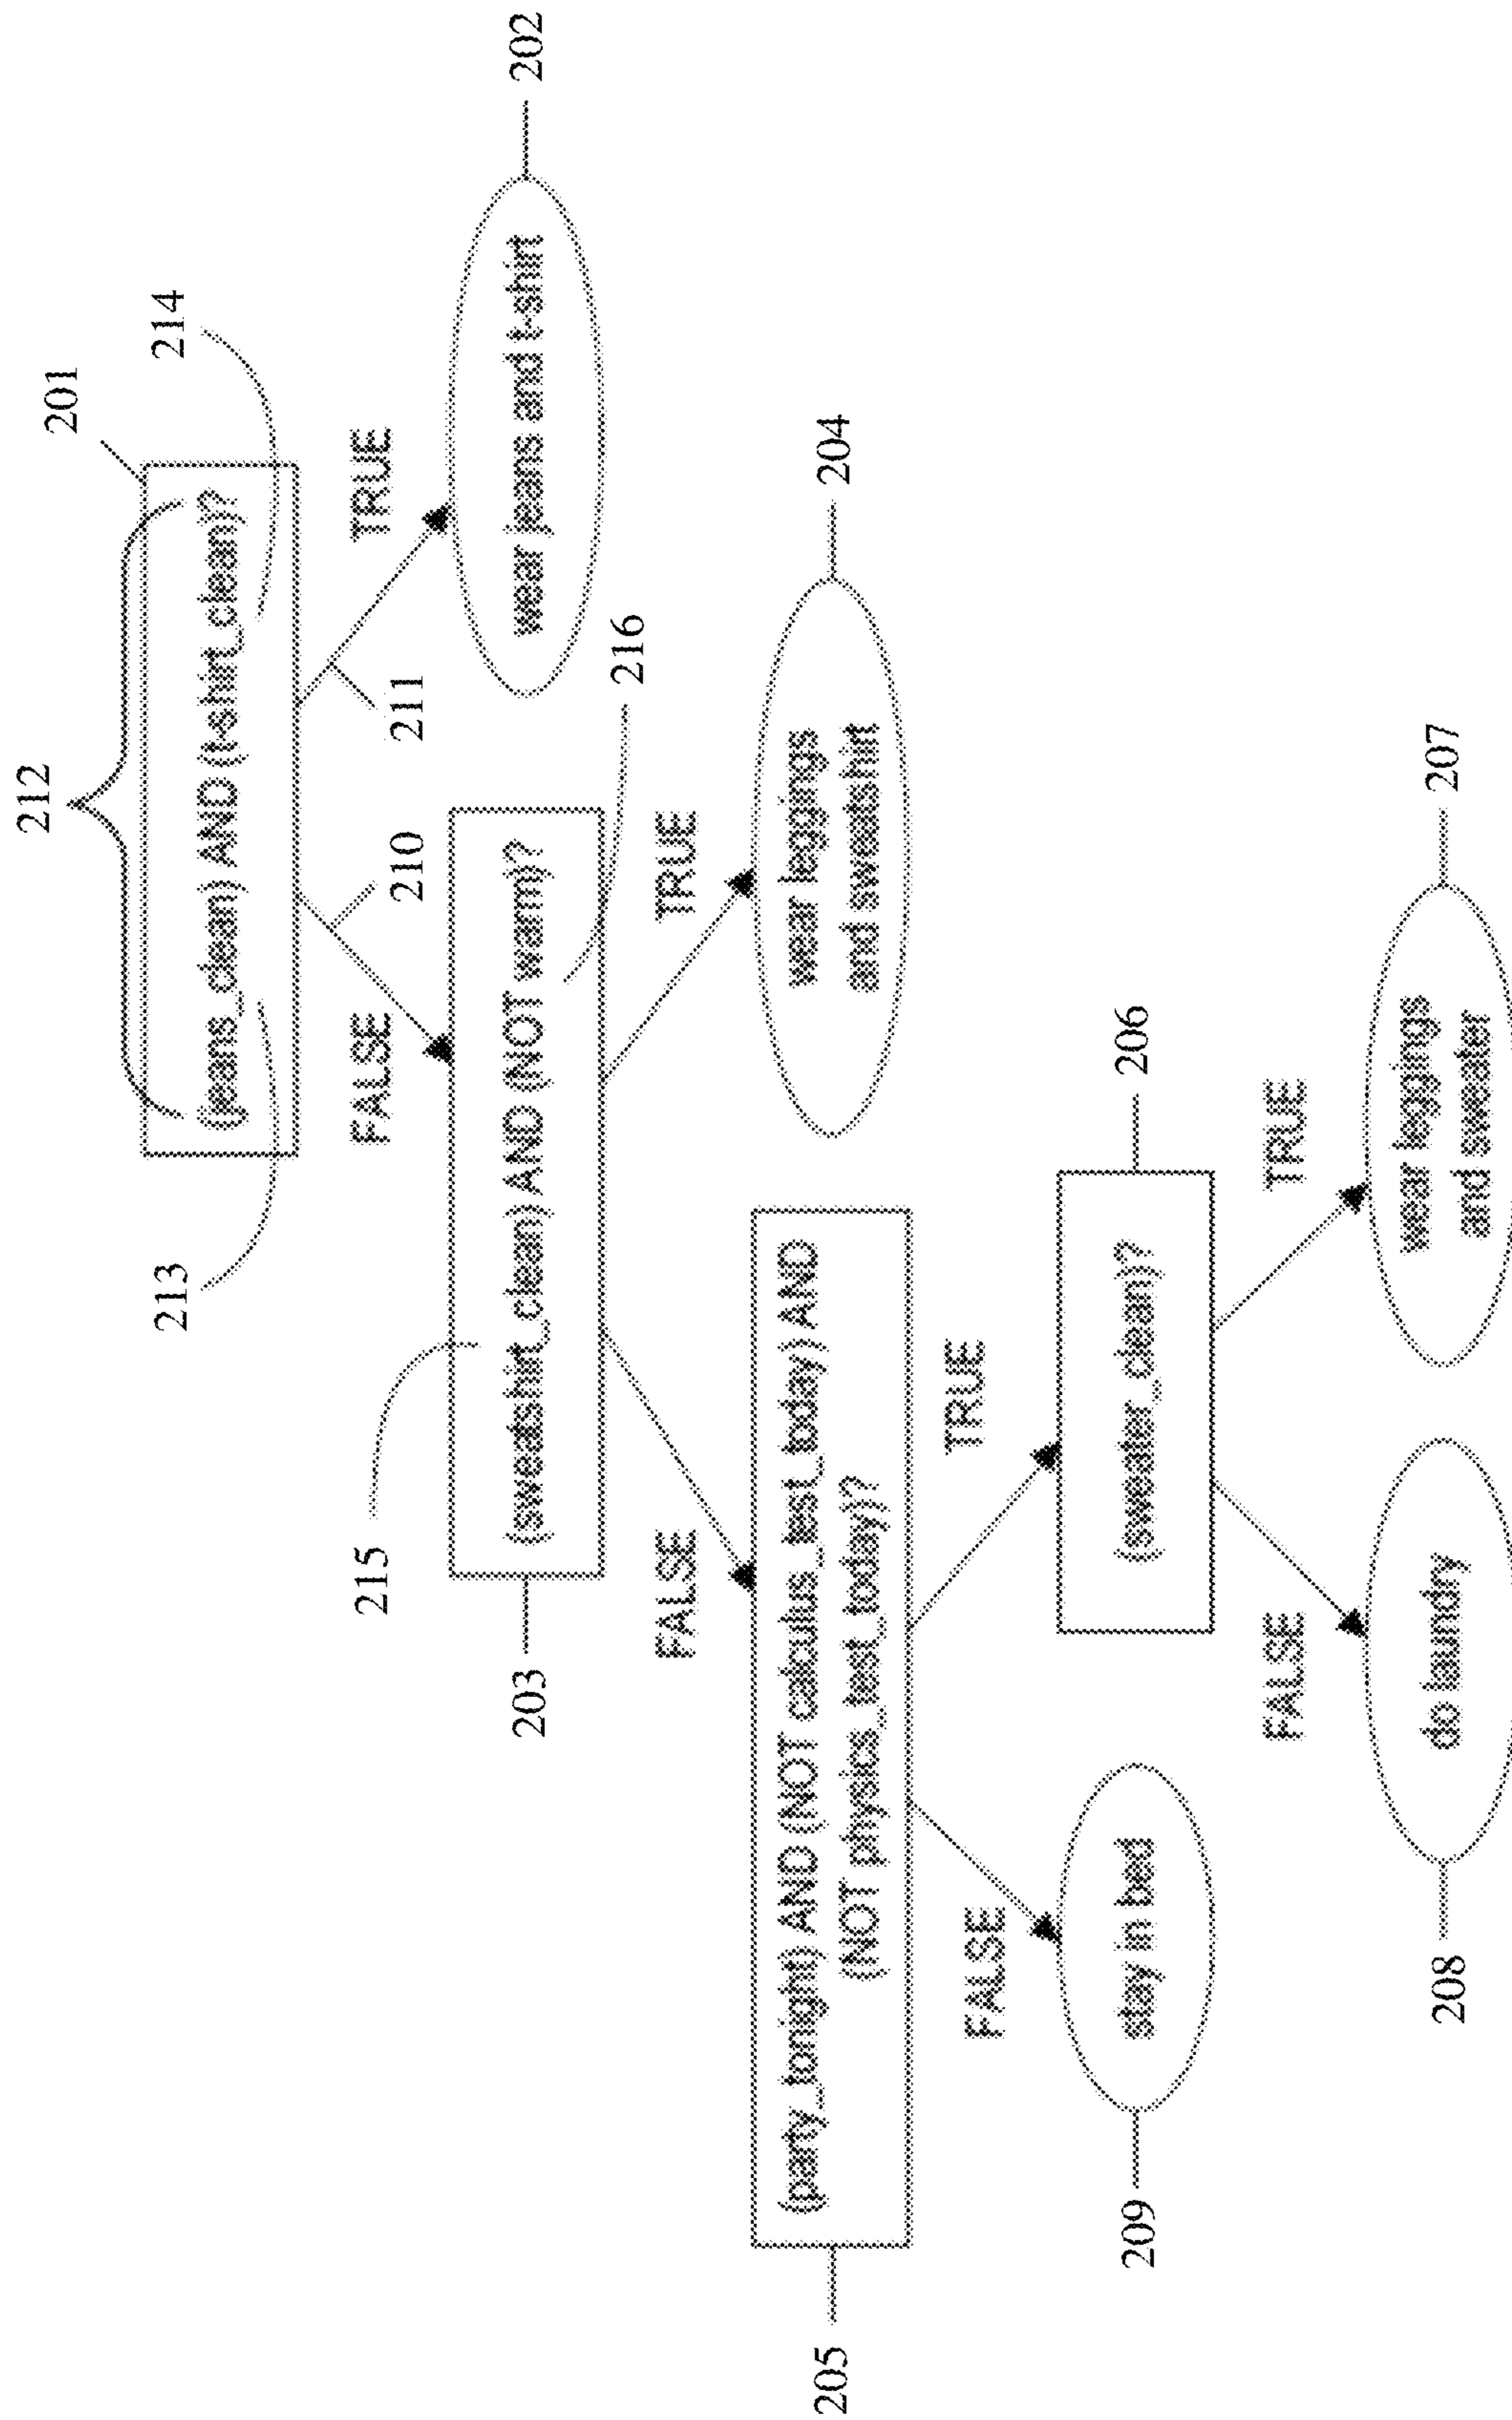 212
201
(jeans_clean) AND (t-shirt_clean)?
213
214
FALSE
210
211
TRUE
215
203
(sweatshirt_clean) AND (NOT warm)?
216
wear jeans and t-shirt
202
FALSE
TRUE
205
(party_tonight) AND (NOT calculus_test_today) AND
(NOT physics_test_today)?
wear leggings
and sweatshirt
204
FALSE
TRUE
209
stay in bed
(sweater_clean)?
206
FALSE
TRUE
208
do laundry
wear leggings
and sweater
207